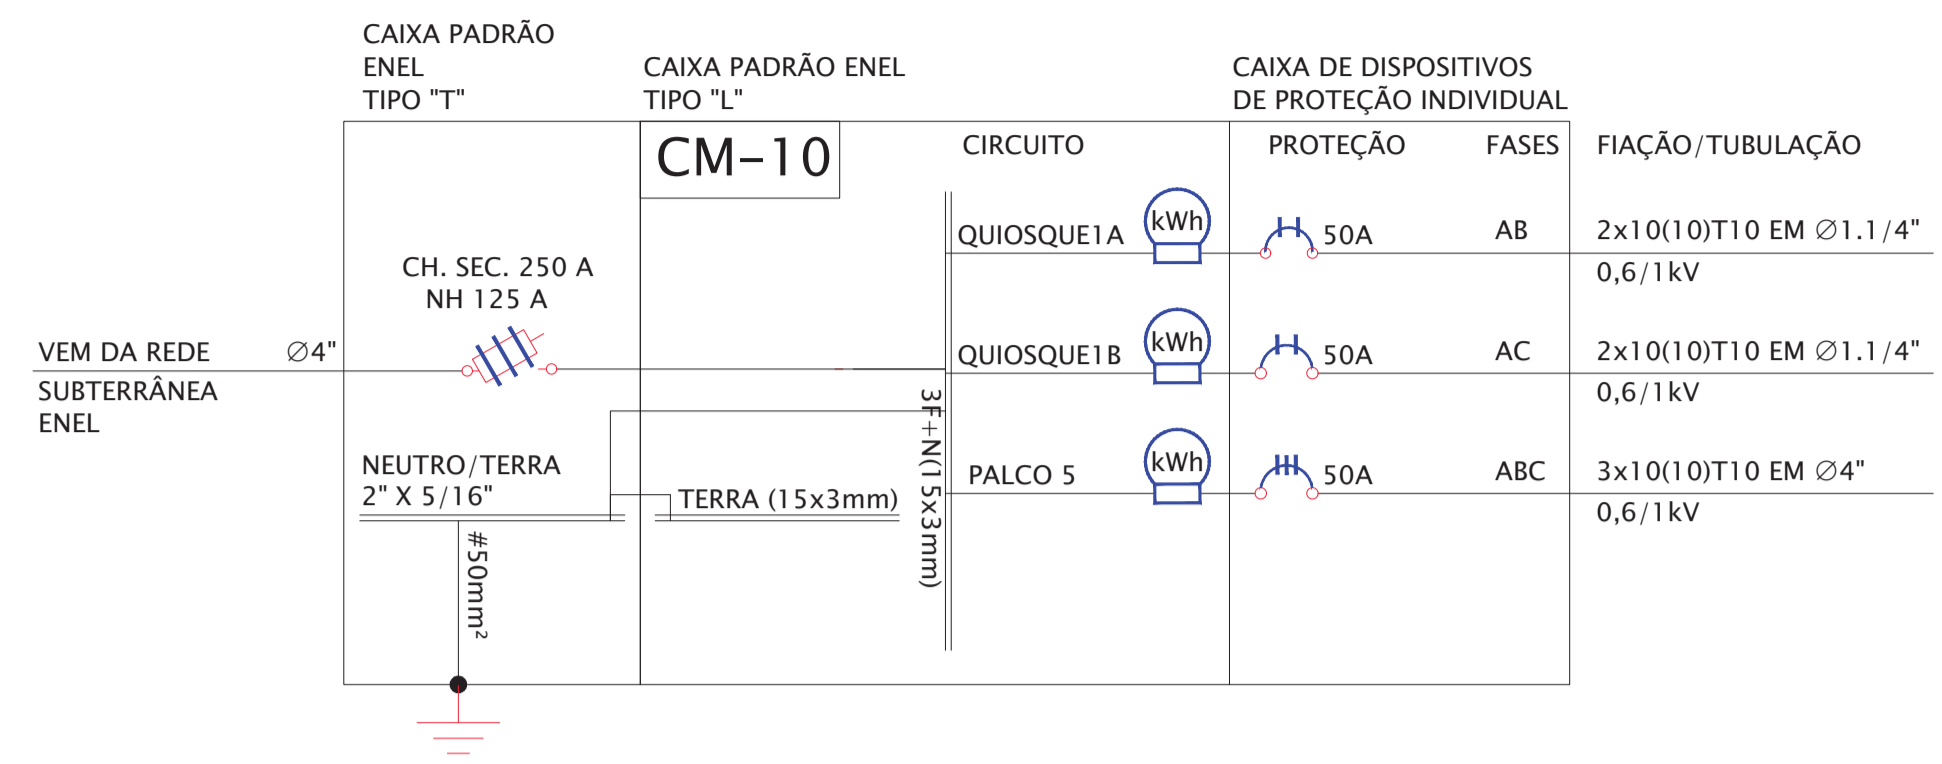 CAIXA PADRÃO
ENEL
TIPO "T"
CAIXA PADRÃO ENEL
TIPO "L"
CAIXA DE DISPOSITIVOS
DE PROTEÇÃO INDIVIDUAL
CM-10
CIRCUITO
PROTEÇÃO
FASES
FIAÇÃO/TUBULAÇÃO
QUIOSQUE1A
kWh
50A
AB
2x10(10)T10 EM ∅1.1/4"
0,6/1kV
CH. SEC. 250 A
NH 125 A
VEM DA REDE
∅4"
SUBTERRÂNEA
ENEL
QUIOSQUE1B
kWh
50A
AC
2x10(10)T10 EM ∅1.1/4"
0,6/1kV
3F+N(15x3mm)
NEUTRO/TERRA
2" X 5/16"
TERRA (15x3mm)
#50mm²
PALCO 5
kWh
50A
ABC
3x10(10)T10 EM ∅4"
0,6/1kV